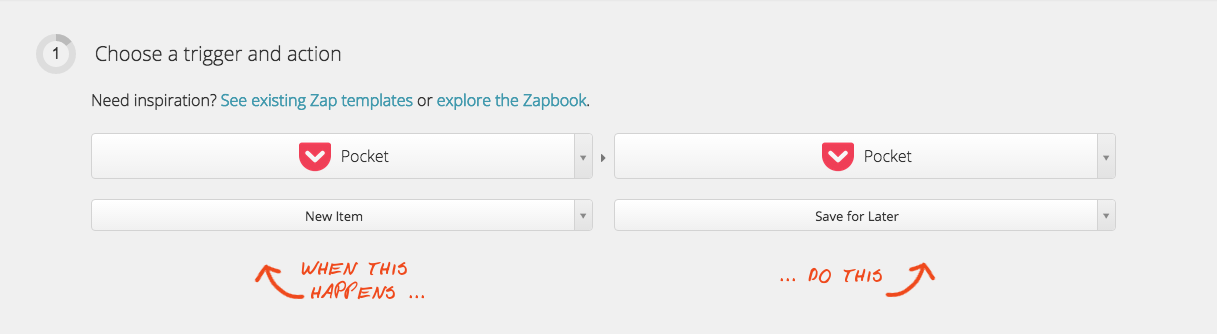 1 Choose a trigger and action
Need inspiration? See existing Zap templates or explore the Zapbook.
Pocket
Pocket
New Item
Save for Later
WHEN THIS
HAPPENS ...
... DO THIS